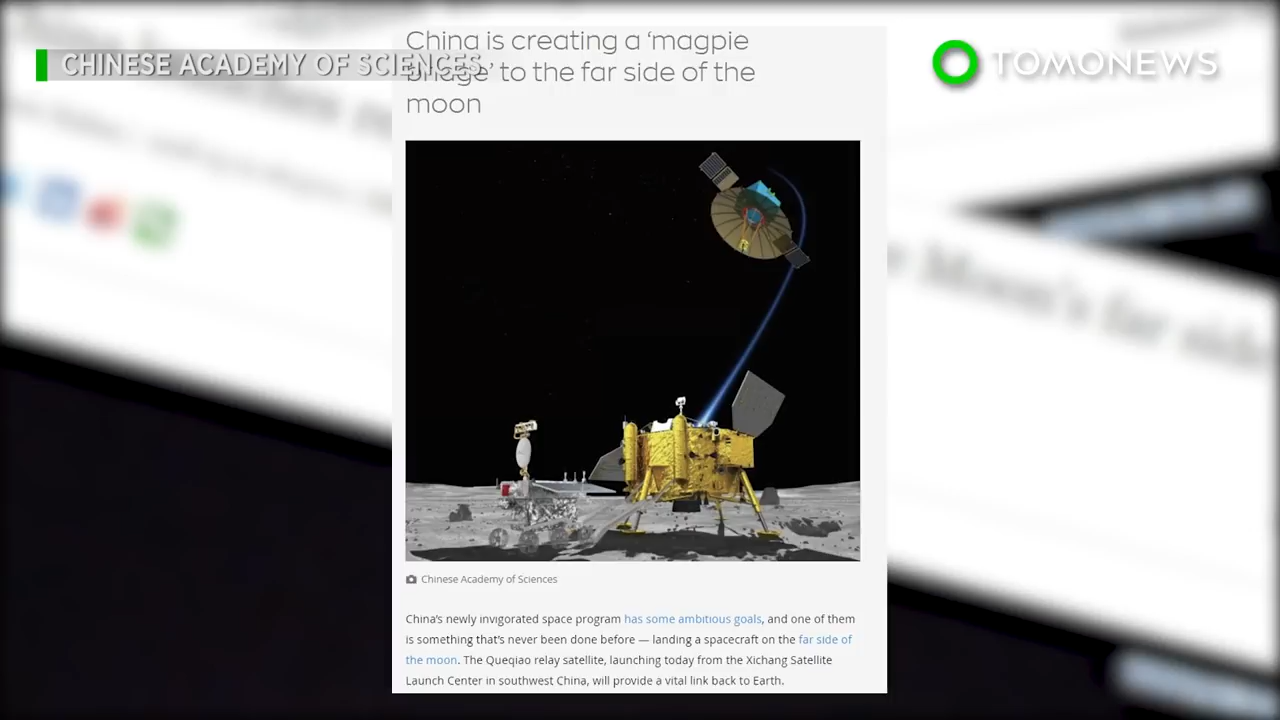 CHINESE ACADEMY OF SCIENCES
TOMONEWS
China is creating a ‘magpie
bridge’ to the far side of the
moon
Chinese Academy of Sciences
China’s newly invigorated space program has some ambitious goals, and one of them
is something that’s never been done before — landing a spacecraft on the far side of
the moon. The Queqiao relay satellite, launching today from the Xichang Satellite
Launch Center in southwest China, will provide a vital link back to Earth.
Moon's far side